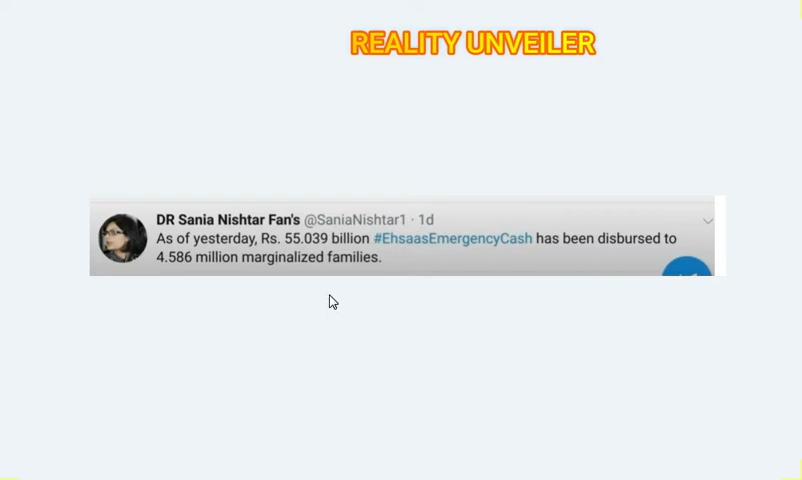 REALITY UNVEILER
DR Sania Nishtar Fan's @SaniaNishtar1 · 1d
As of yesterday, Rs. 55.039 billion #EhsaasEmergencyCash has been disbursed to
4.586 million marginalized families.